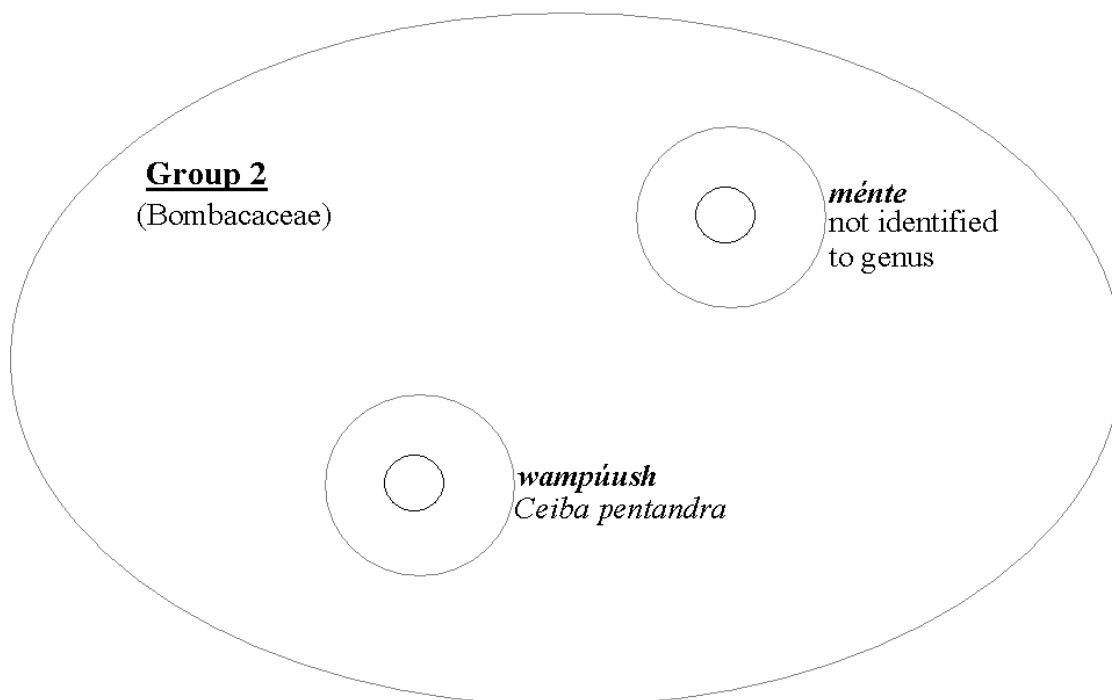 Group 2
(Bombacaceae)
ménte
not identified
to genus
wampúush
Ceiba pentandra